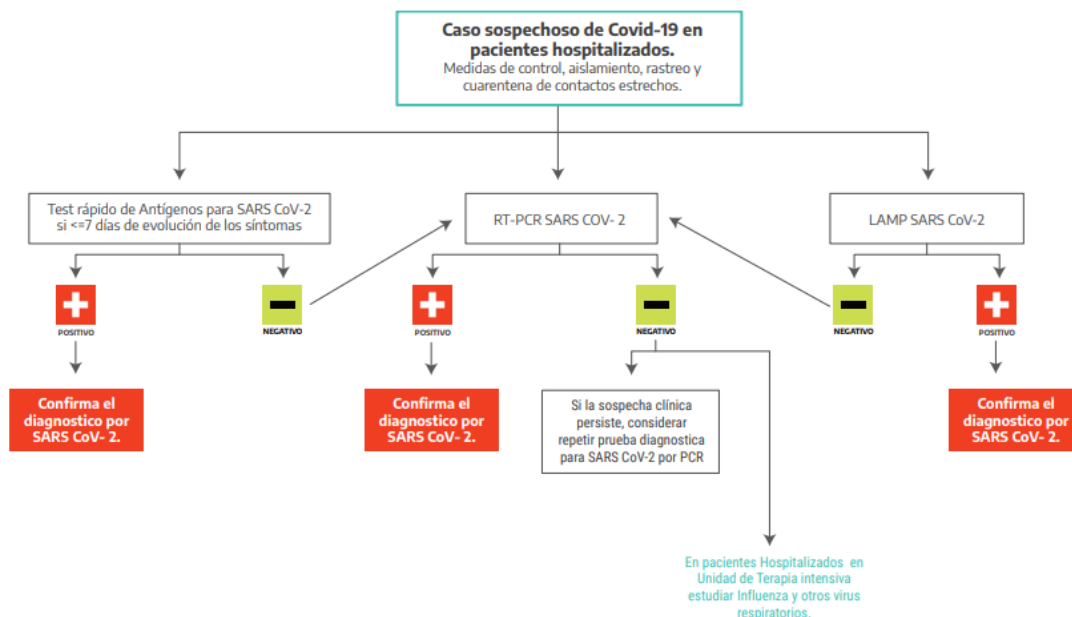 Caso sospechoso de Covid-19 en
pacientes hospitalizados.
Medidas de control, aislamiento, rastreo y
cuarentena de contactos estrechos.
Test rápido de Antígenos para SARS CoV-2
si <=7 días de evolución de los síntomas
RT-PCR SARS COV- 2
LAMP SARS CoV-2
POSITIVO
NEGATIVO
POSITIVO
NEGATIVO
NEGATIVO
POSITIVO
Confirma el
diagnostico por
SARS CoV- 2.
Confirma el
diagnostico por
SARS CoV- 2.
Si la sospecha clínica
persiste, considerar
repetir prueba diagnostica
para SARS CoV-2 por PCR
Confirma el
diagnostico por
SARS CoV- 2.
En pacientes Hospitalizados en
Unidad de Terapia intensiva
estudiar Influenza y otros virus
respiratorios.